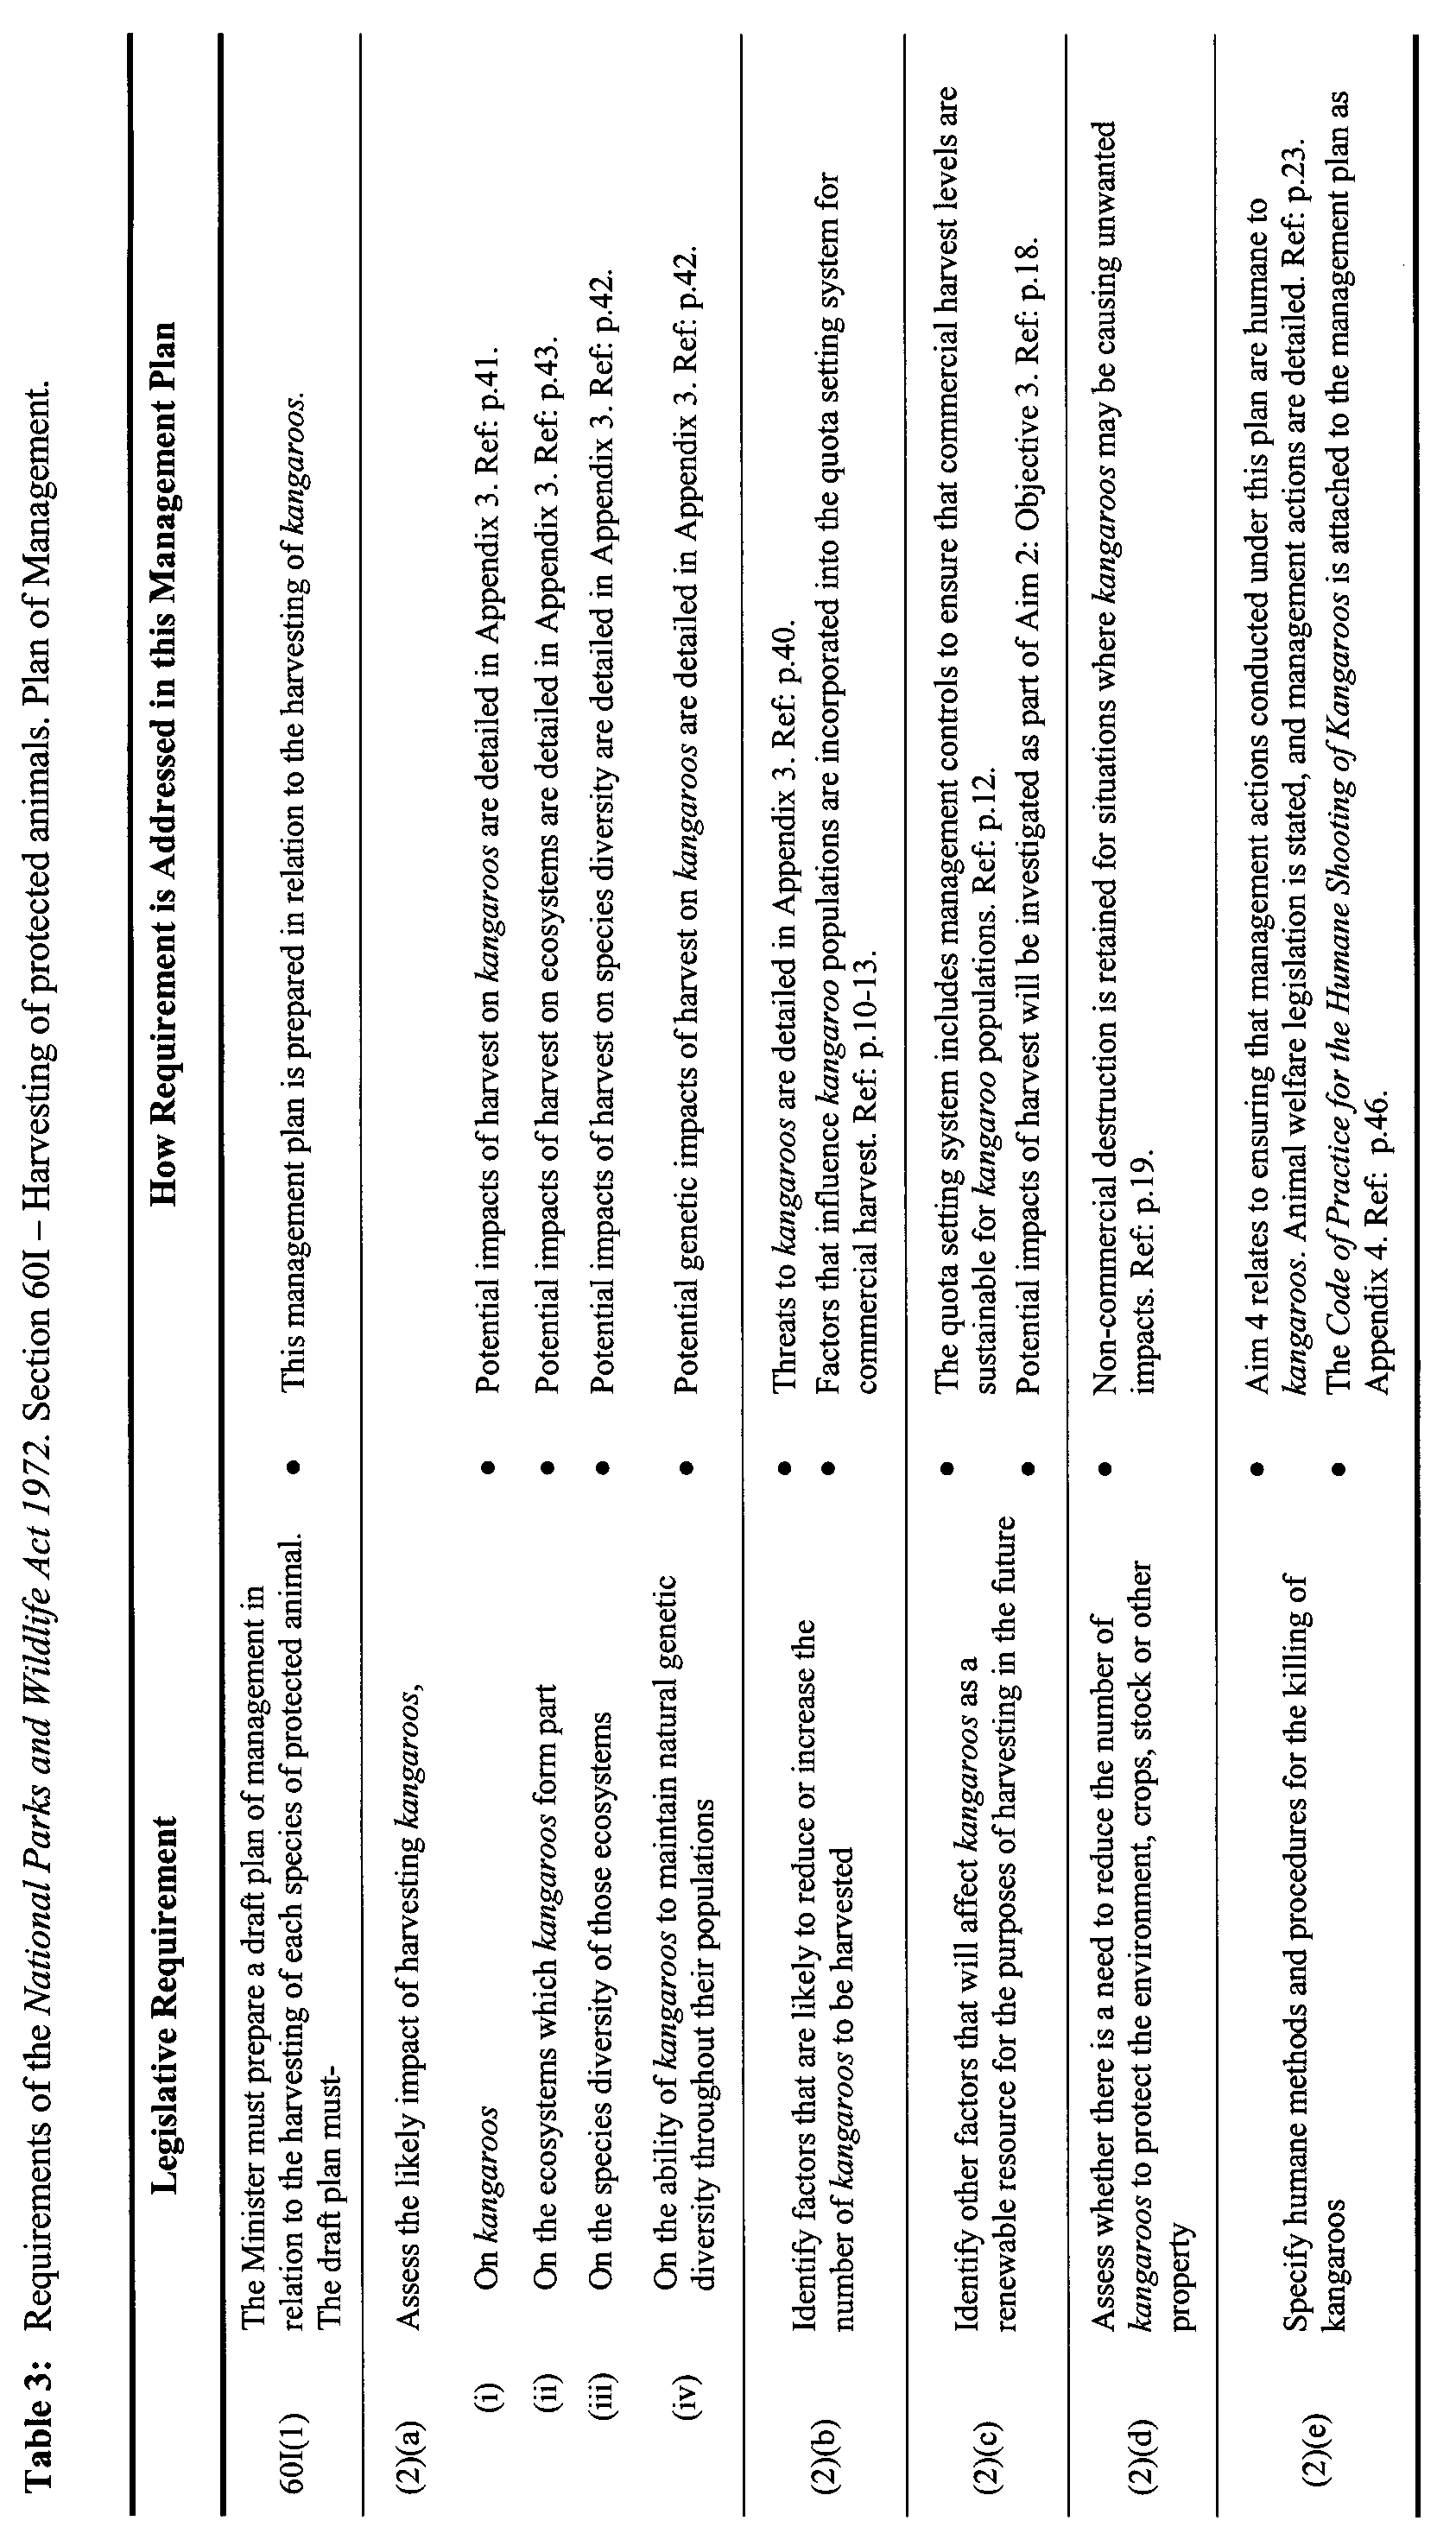 Table 3: Requirements of the National Parks and Wildlife Act 1972. Section 60I – Harvesting of protected animals. Plan of Management.
Legislative Requirement
How Requirement is Addressed in this Management Plan
60I(1)
The Minister must prepare a draft plan of management in
relation to the harvesting of each species of protected animal.
The draft plan must-
• This management plan is prepared in relation to the harvesting of kangaroos.
(2)(a)
Assess the likely impact of harvesting kangaroos,
(i) On kangaroos
• Potential impacts of harvest on kangaroos are detailed in Appendix 3. Ref: p.41.
(ii) On the ecosystems which kangaroos form part
• Potential impacts of harvest on ecosystems are detailed in Appendix 3. Ref: p.43.
(iii) On the species diversity of those ecosystems
• Potential impacts of harvest on species diversity are detailed in Appendix 3. Ref: p.42.
(iv) On the ability of kangaroos to maintain natural genetic
diversity throughout their populations
• Potential genetic impacts of harvest on kangaroos are detailed in Appendix 3. Ref: p.42.
(2)(b)
Identify factors that are likely to reduce or increase the
number of kangaroos to be harvested
• Threats to kangaroos are detailed in Appendix 3. Ref: p.40.
• Factors that influence kangaroo populations are incorporated into the quota setting system for
commercial harvest. Ref: p.10-13.
(2)(c)
Identify other factors that will affect kangaroos as a
renewable resource for the purposes of harvesting in the future
• The quota setting system includes management controls to ensure that commercial harvest levels are
sustainable for kangaroo populations. Ref: p.12.
• Potential impacts of harvest will be investigated as part of Aim 2: Objective 3. Ref: p.18.
(2)(d)
Assess whether there is a need to reduce the number of
kangaroos to protect the environment, crops, stock or other
property
• Non-commercial destruction is retained for situations where kangaroos may be causing unwanted
impacts. Ref: p.19.
(2)(e)
Specify humane methods and procedures for the killing of
kangaroos
• Aim 4 relates to ensuring that management actions conducted under this plan are humane to
kangaroos. Animal welfare legislation is stated, and management actions are detailed. Ref: p.23.
• The Code of Practice for the Humane Shooting of Kangaroos is attached to the management plan as
Appendix 4. Ref: p.46.